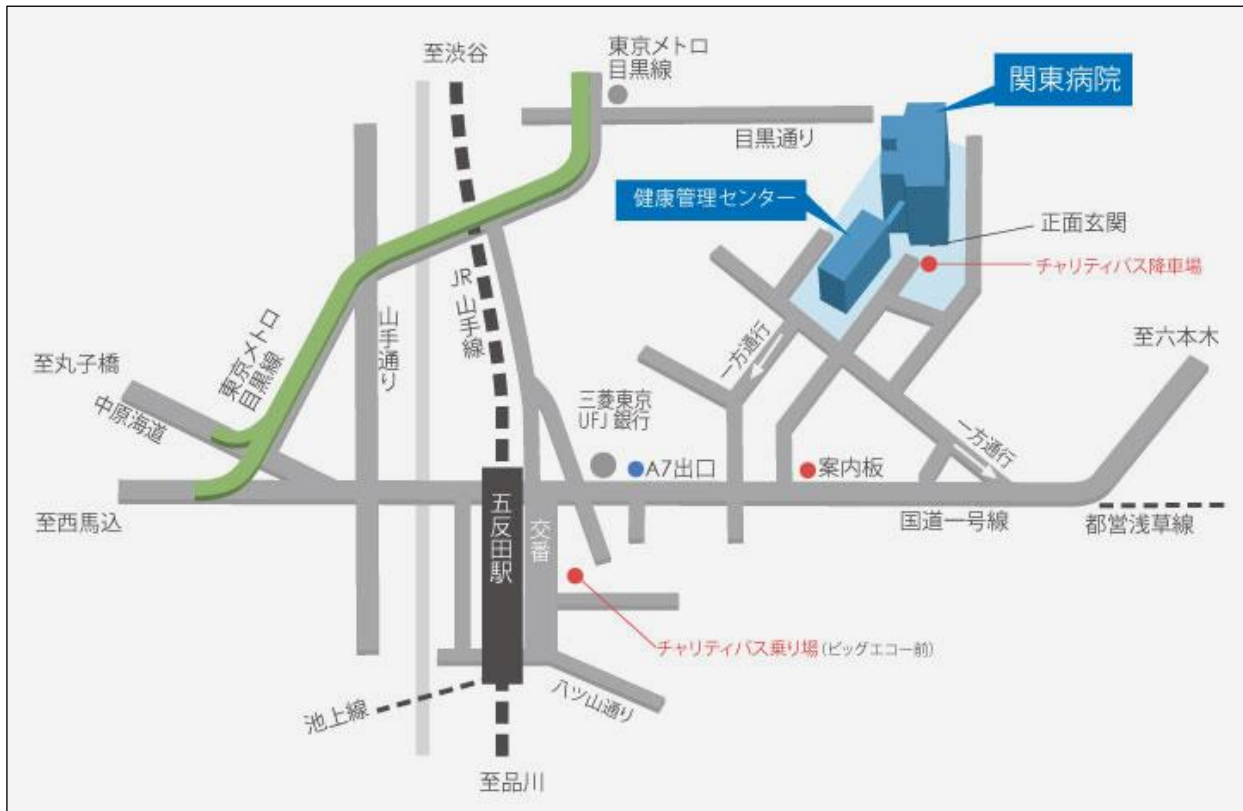 至渋谷
東京メトロ
目黒線
関東病院
目黒通り
健康管理センター
正面玄関
チャリティバス降車場
JR 山手線
山手通り
一方通行
至六本木
至丸子橋
東京メトロ
目黒線
中原海道
三菱東京
UFJ 銀行
A7出口
案内板
一方通行
至西馬込
五反田駅
交番
国道一号線
都営浅草線
チャリティバス乗り場(ビッグエコー前)
八ツ山通り
池上線
至品川